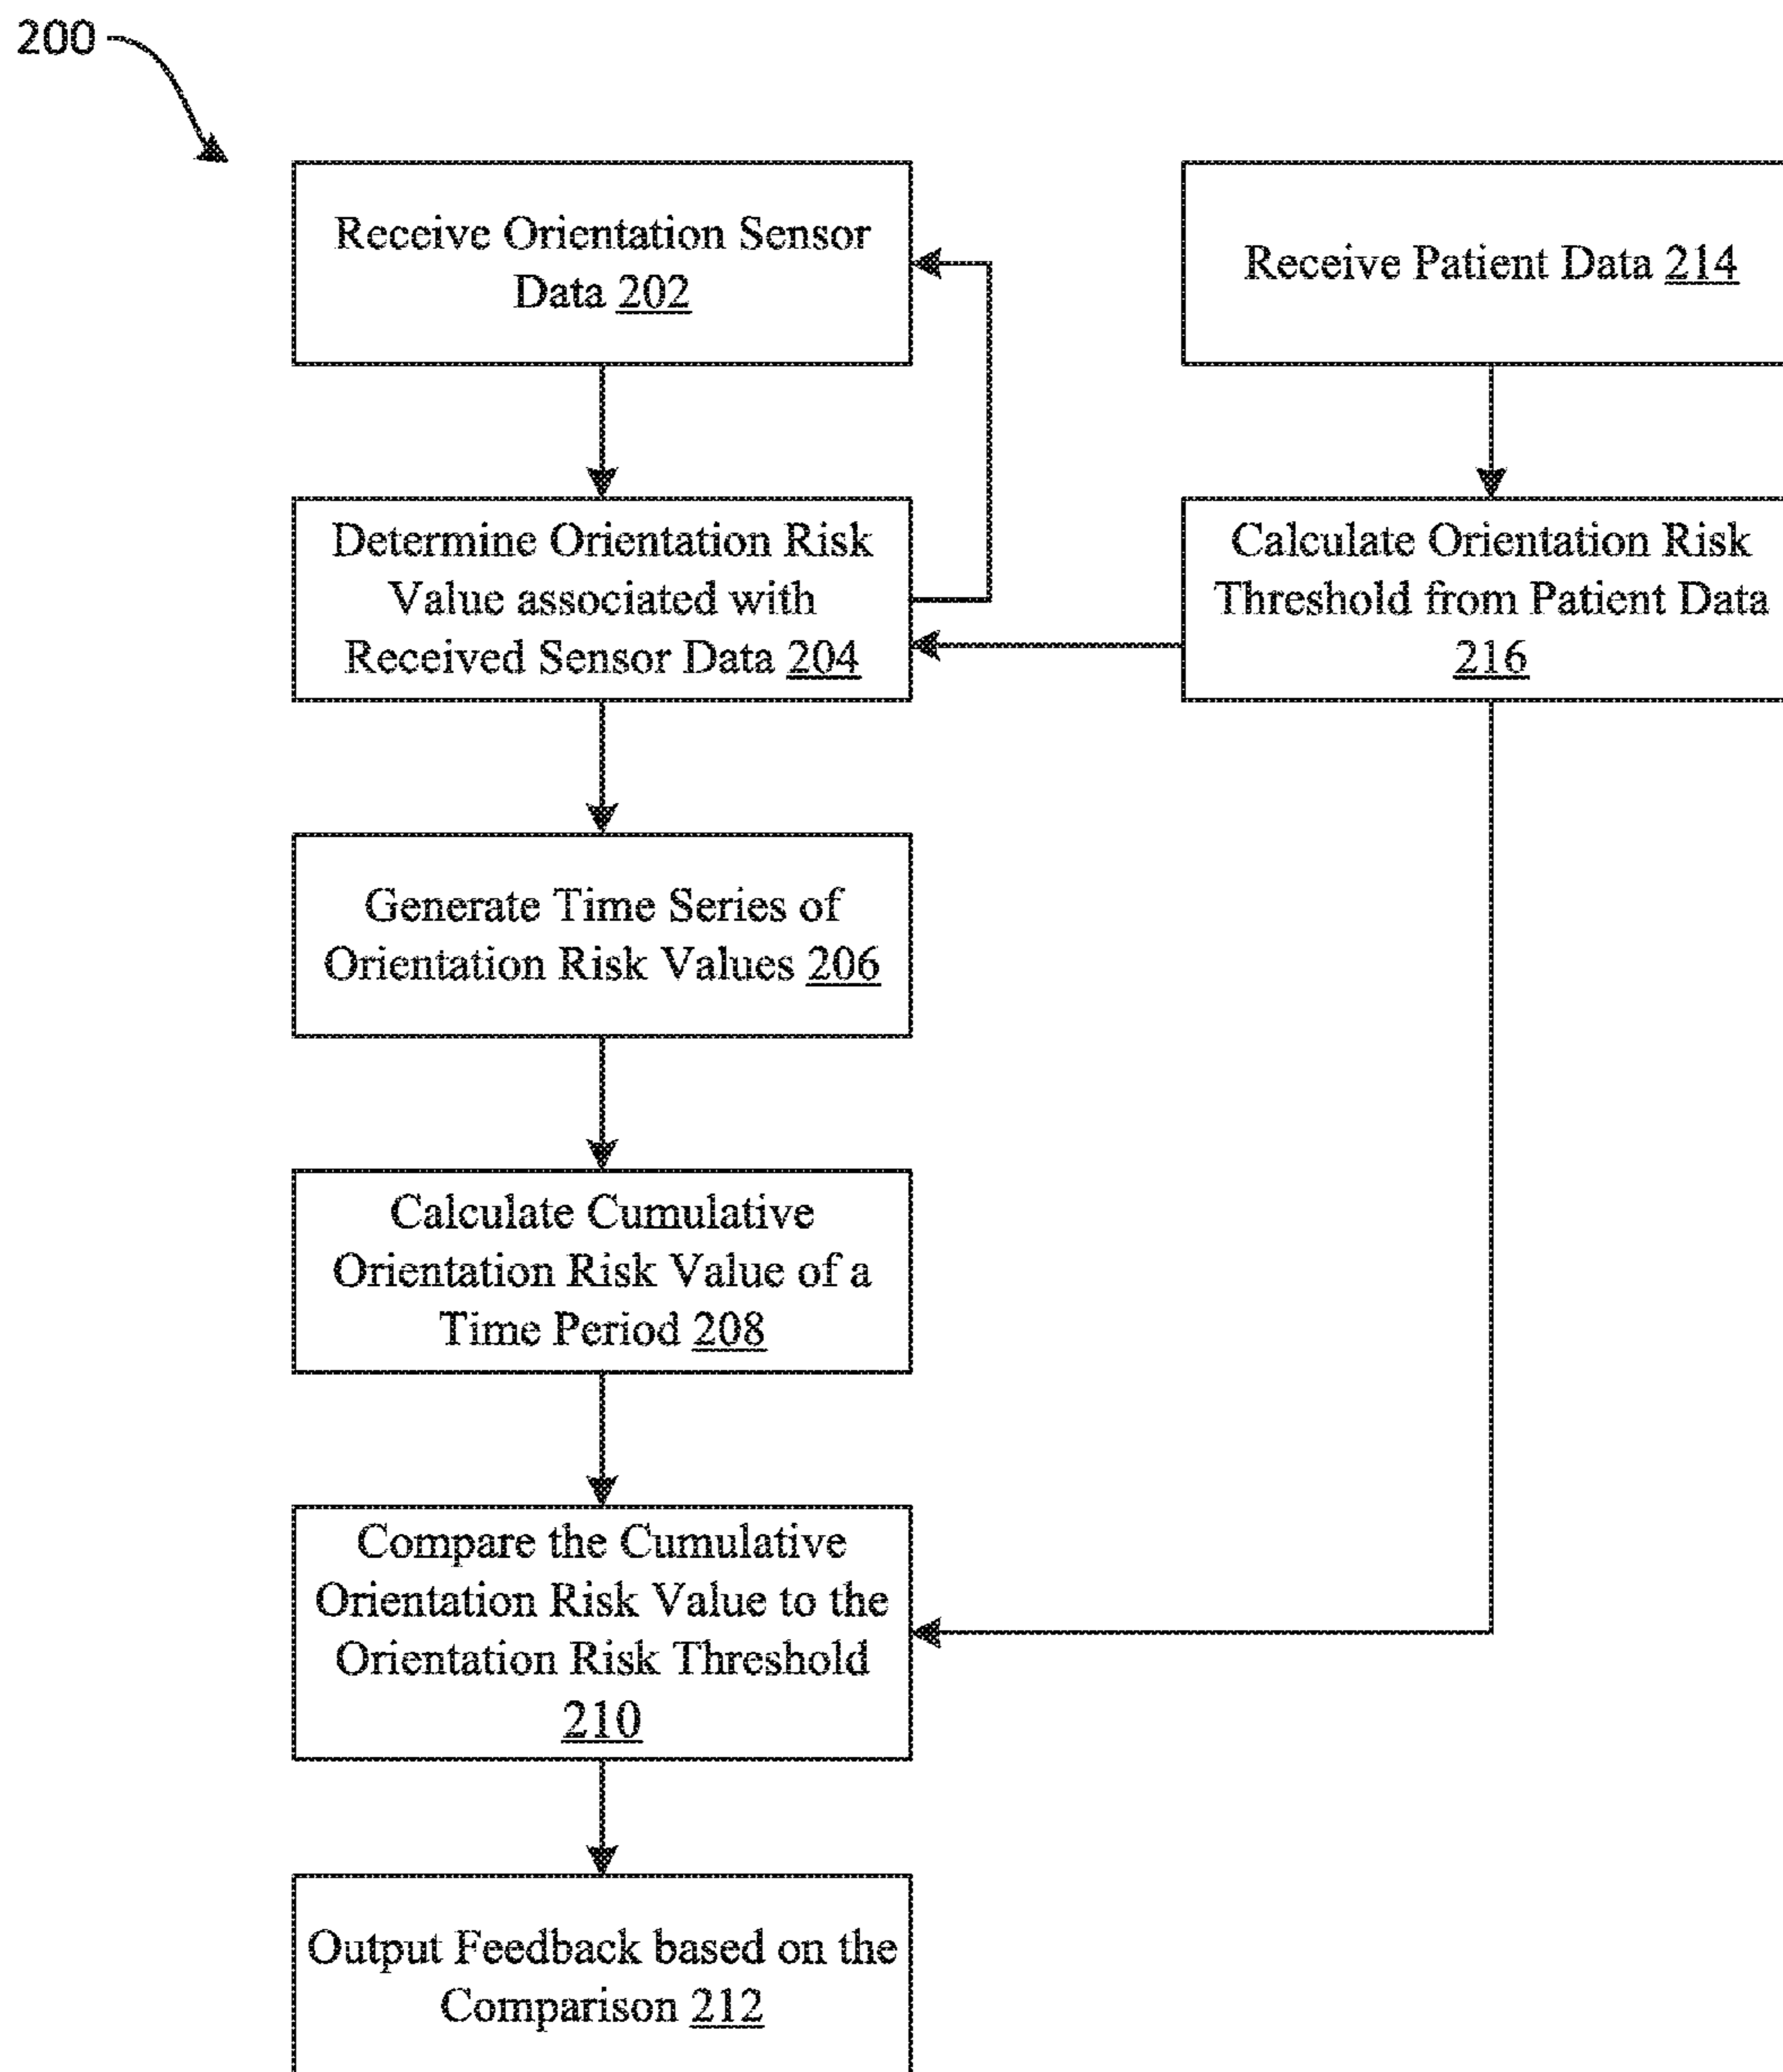 200
Receive Orientation Sensor
Data 202
Receive Patient Data 214
Determine Orientation Risk
Value associated with
Received Sensor Data 204
Calculate Orientation Risk
Threshold from Patient Data
216
Generate Time Series of
Orientation Risk Values 206
Calculate Cumulative
Orientation Risk Value of a
Time Period 208
Compare the Cumulative
Orientation Risk Value to the
Orientation Risk Threshold
210
Output Feedback based on the
Comparison 212